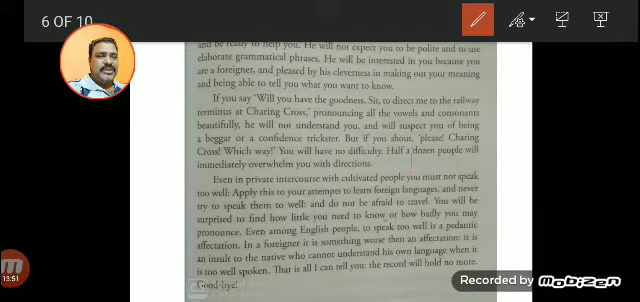 6 OF 10
and be ready to help you. He will not expect you to be polite and to use
elaborate grammatical phrases. He will be interested in you because you
are a foreigner, and pleased by his cleverness in making out your meaning
and being able to tell you what you want to know.
If you say 'Will you have the goodness. Sir, to direct me to the railway
terminus at Charing Cross,' pronouncing all the vowels and consonants
beautifully, he will not understand you, and will suspect you of being
a beggar or a confidence trickster. But if you shout, 'please! Charing
Cross! Which way!' You will have no difficulty. Half a dozen people will
immediately overwhelm you with directions.
Even in private intercourse with cultivated people you must not speak
too well: Apply this to your attempts to learn foreign languages, and never
try to speak them to well: and do not be afraid to travel. You will be
surprised to find how little you need to know or how badly you may
pronounce. Even among English people, to speak too well is a pedantic
affectation. In a foreigner it is something worse then an affectation: it is
an insult to the native who cannot understand his own language when it
is too well spoken. That is all I can tell you: the record will hold no more.
Good-bye!
13:51
Recorded by MOBIZEN